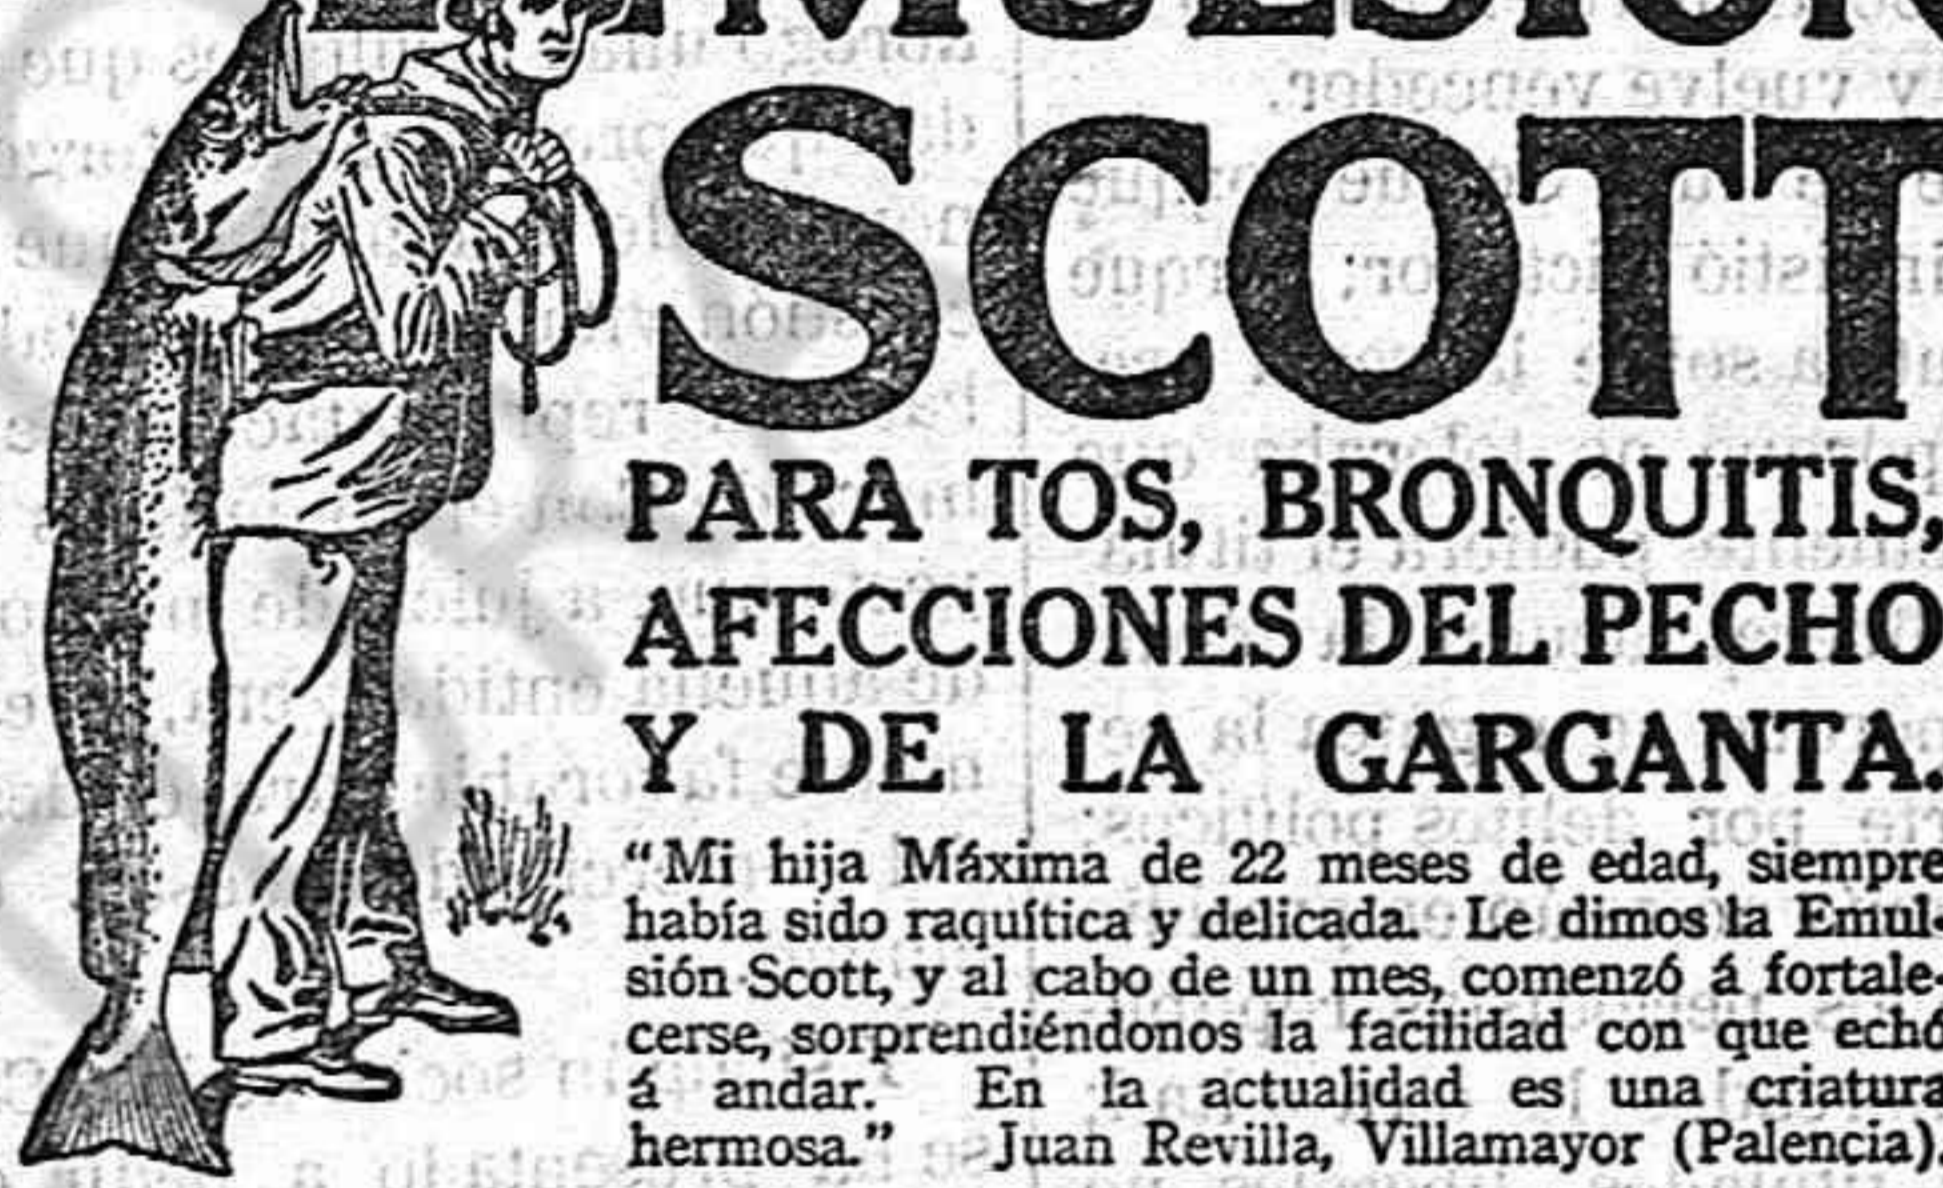 EMULSIÓN
SCOTT
PARA TOS, BRONQUITIS,
AFECCIONES DEL PECHO
Y DE LA GARGANTA.
“Mi hija Máxima de 22 meses de edad, siempre
había sido raquítica y delicada. Le dimos la Emul-
sión Scott, y al cabo de un mes, comenzó á fortale-
cerse, sorprendiéndonos la facilidad con que echó
á andar. En la actualidad es una criatura
hermosa.” Juan Revilla, Villamayor (Palencia).